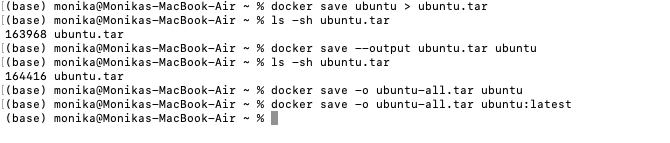 [(base) monika@Monikas-MacBook-Air ~ % docker save ubuntu > ubuntu.tar
[(base) monika@Monikas-MacBook-Air ~ % ls -sh ubuntu.tar
163968 ubuntu.tar
[(base) monika@Monikas-MacBook-Air ~ % docker save --output ubuntu.tar ubuntu
[(base) monika@Monikas-MacBook-Air ~ % ls -sh ubuntu.tar
164416 ubuntu.tar
[(base) monika@Monikas-MacBook-Air ~ % docker save -o ubuntu-all.tar ubuntu
[(base) monika@Monikas-MacBook-Air ~ % docker save -o ubuntu-all.tar ubuntu:latest
(base) monika@Monikas-MacBook-Air ~ %